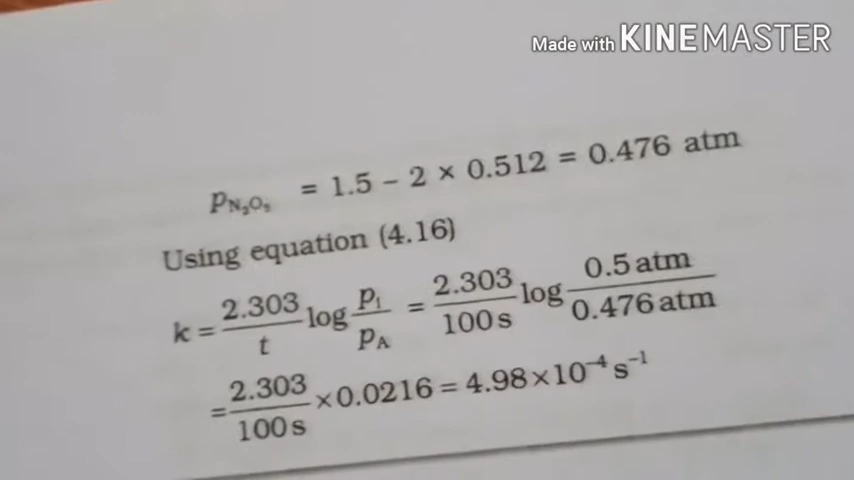 Made with KINEMASTER
p_N₂O₅ = 1.5 – 2 × 0.512 = 0.476 atm
Using equation (4.16)
k = 2.303/t log pᵢ/p_A = 2.303/100 s log 0.5 atm/0.476 atm
= 2.303/100 s × 0.0216 = 4.98×10⁻⁴ s⁻¹